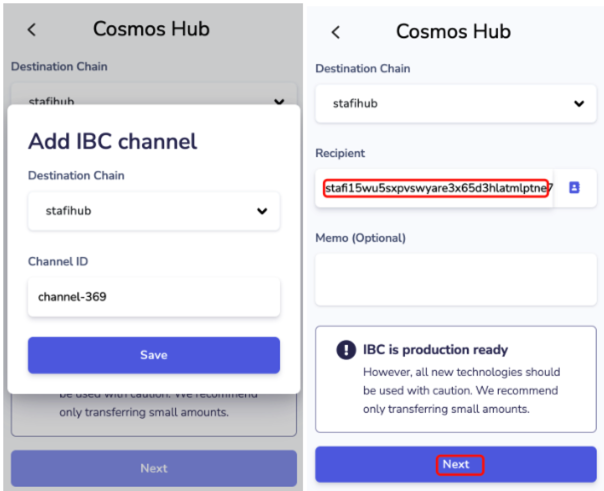 Cosmos Hub
Destination Chain
stafihub
Add IBC channel
Destination Chain
stafihub
Channel ID
channel-369
Save
be used with caution. We recommend
only transferring small amounts.
Next
Cosmos Hub
Destination Chain
stafihub
Recipient
stafi15wu5sxpvswyare3x65d3hlatmlptne7
Memo (Optional)
IBC is production ready
However, all new technologies should
be used with caution. We recommend
only transferring small amounts.
Next